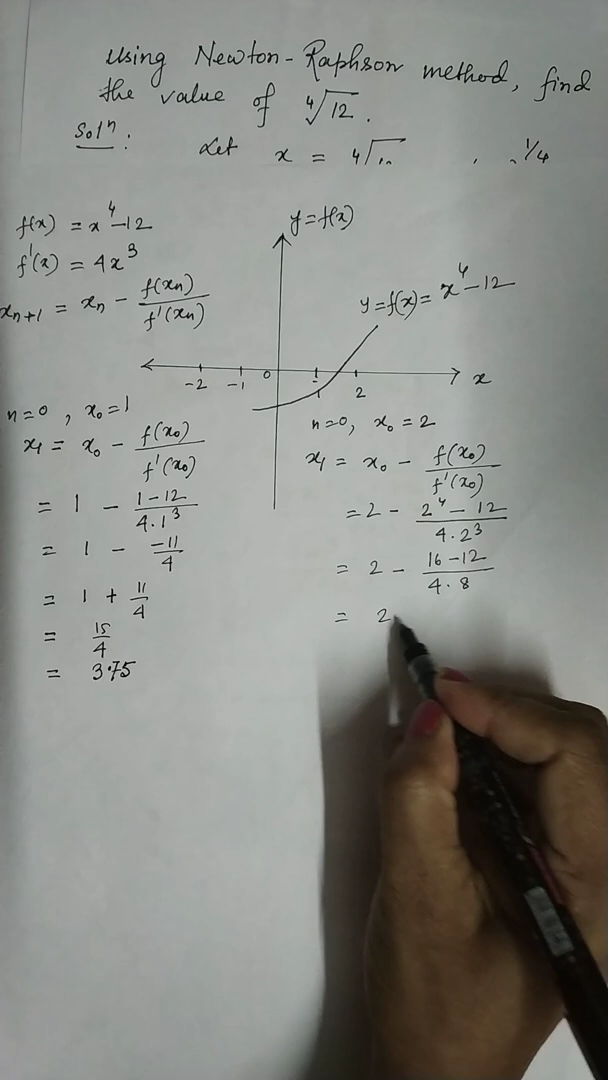 Using Newton-Raphson method, find
the value of ⁴√12.
Solⁿ: Let x = ⁴√ , 1/4
f(x) = x⁴-12
f'(x) = 4x³
xₙ₊₁ = xₙ - f(xₙ)/f'(xₙ)
y=f(x)
y=f(x)= x⁴-12
-2 -1 0 1 2 x
n=0, x₀=1
x₁ = x₀ - f(x₀)/f'(x₀)
= 1 - (1-12)/(4.1³)
= 1 - (-11)/4
= 1 + 11/4
= 15/4
= 3.75
n=0, x₀=2
x₁ = x₀ - f(x₀)/f'(x₀)
= 2 - (2⁴-12)/(4.2³)
= 2 - (16-12)/(4.8)
= 2